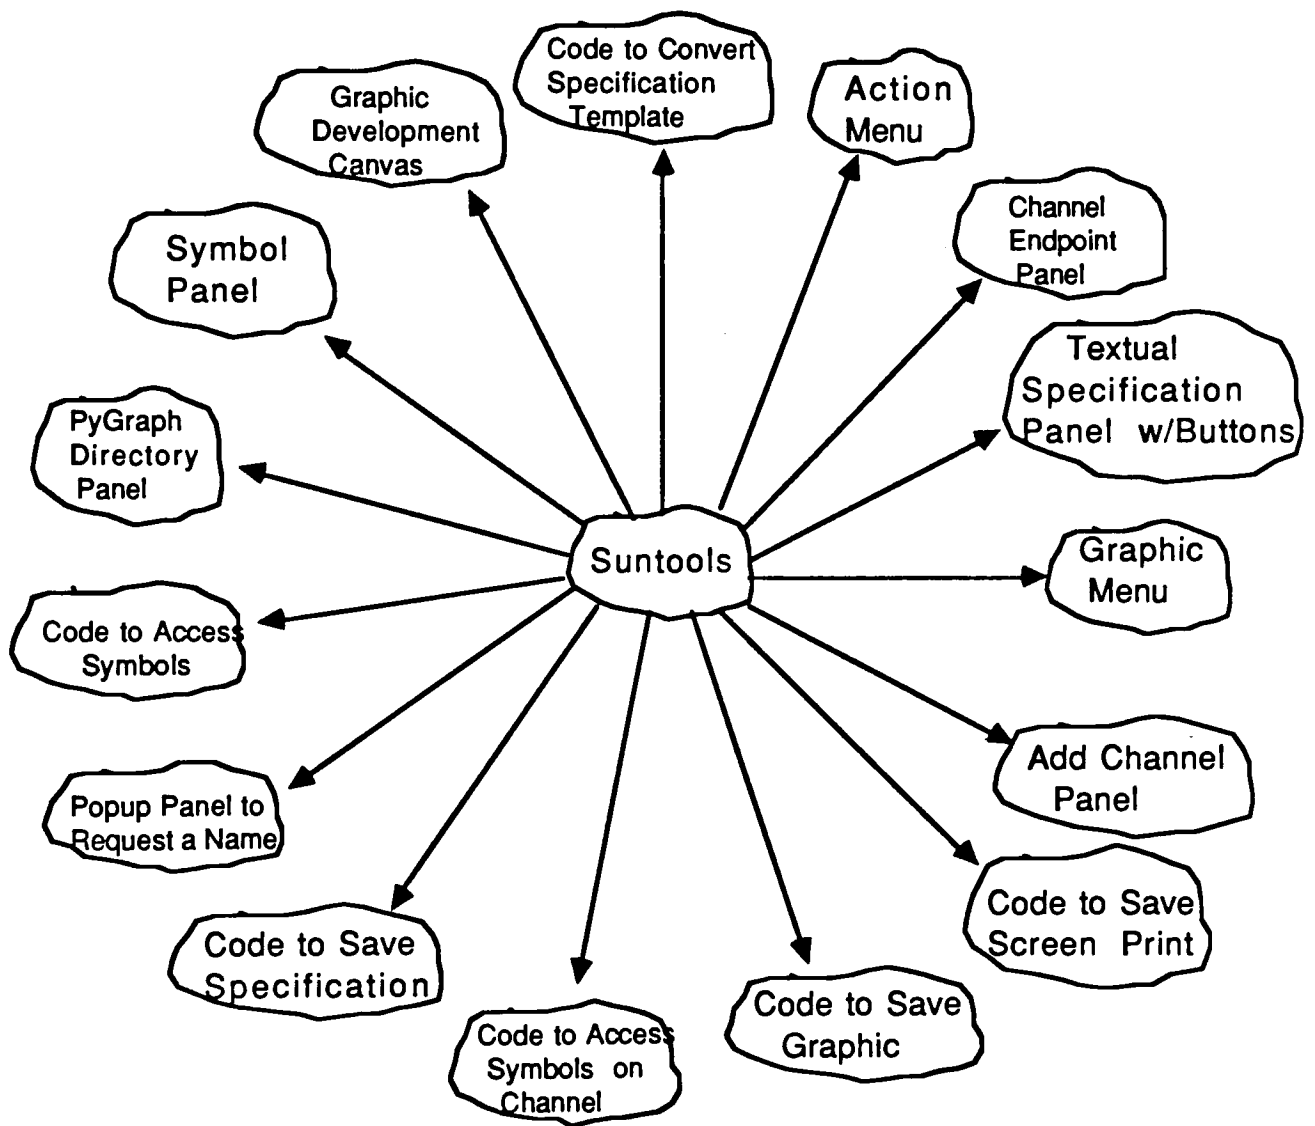 Code to Convert
Specification
Template
Action
Menu
Graphic
Development
Canvas
Channel
Endpoint
Panel
Symbol
Panel
Textual
Specification
Panel w/Buttons
PyGraph
Directory
Panel
Suntools
Graphic
Menu
Code to Access
Symbols
Add Channel
Panel
Popup Panel to
Request a Name
Code to Save
Screen Print
Code to Save
Specification
Code to Save
Graphic
Code to Access
Symbols on
Channel